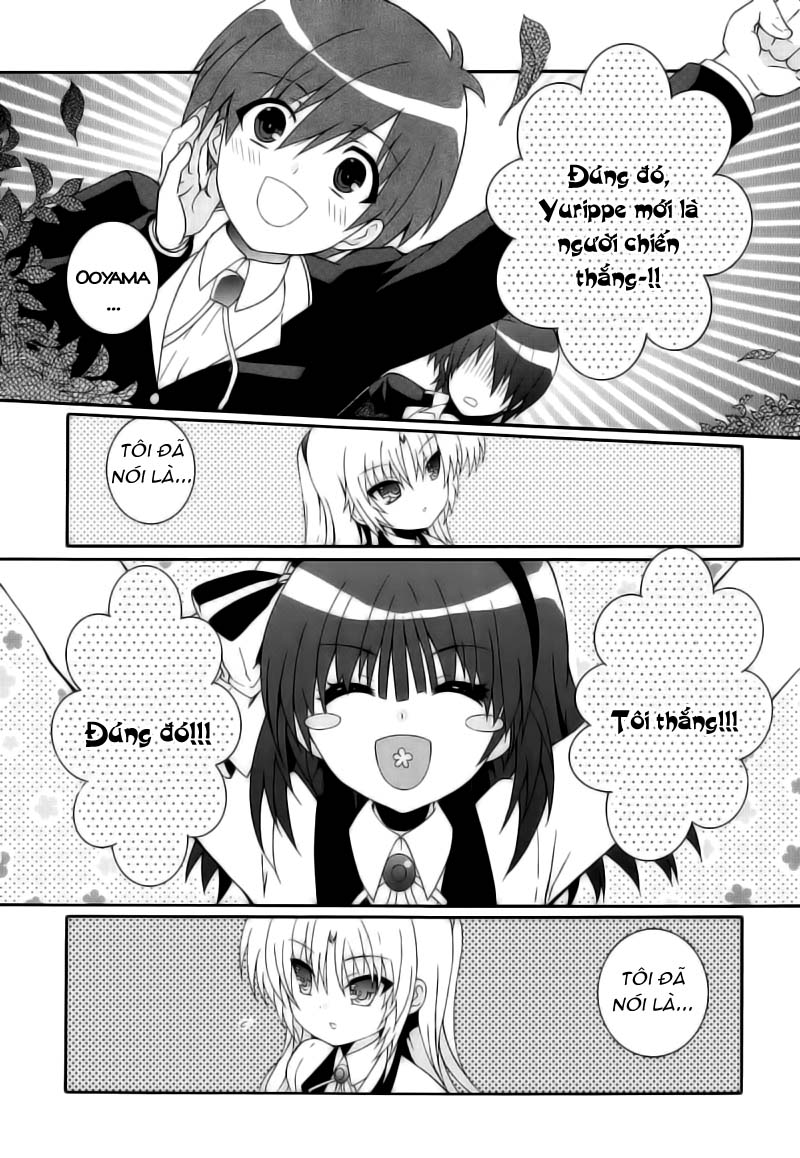 Đúng đó,
Yurippe mới là
người chiến
thắng-!!
OOYAMA
...
TÔI ĐÃ
NÓI LÀ...
Đúng đó!!!
Tôi thắng!!!
TÔI ĐÃ
NÓI LÀ...